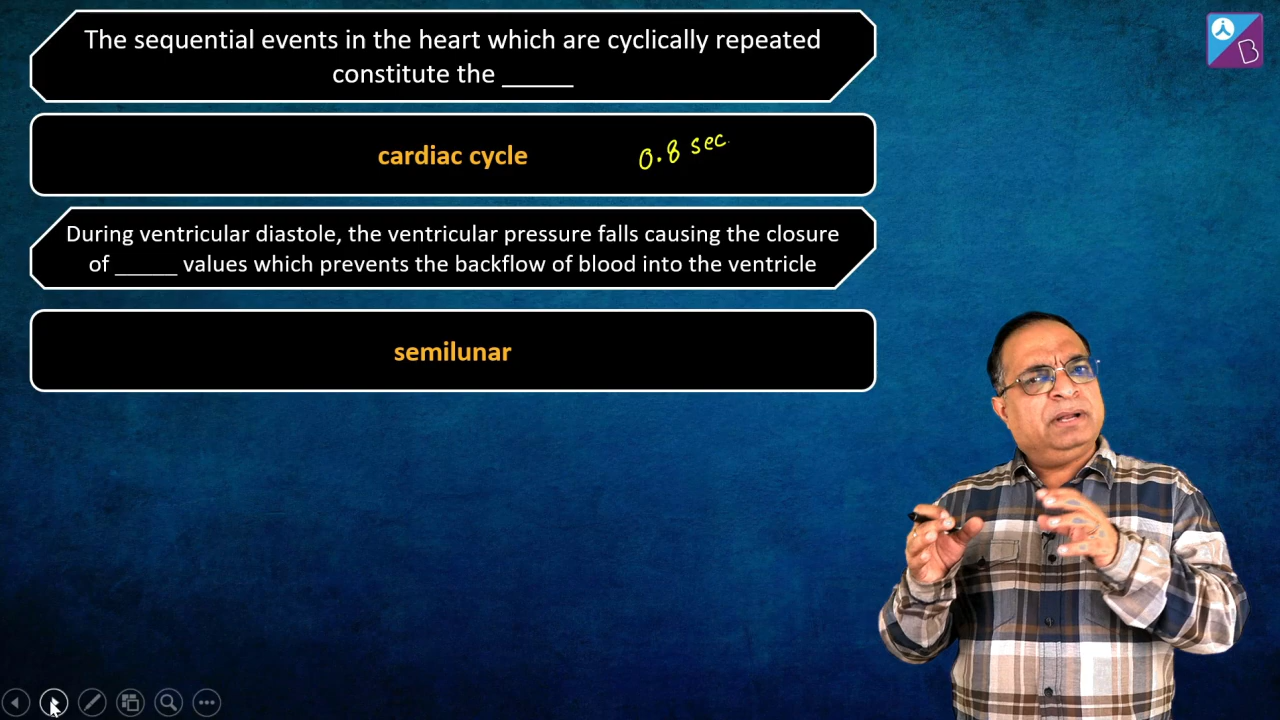 The sequential events in the heart which are cyclically repeated
constitute the _____
cardiac cycle 0.8 sec.
During ventricular diastole, the ventricular pressure falls causing the closure
of _____ values which prevents the backflow of blood into the ventricle
semilunar
B